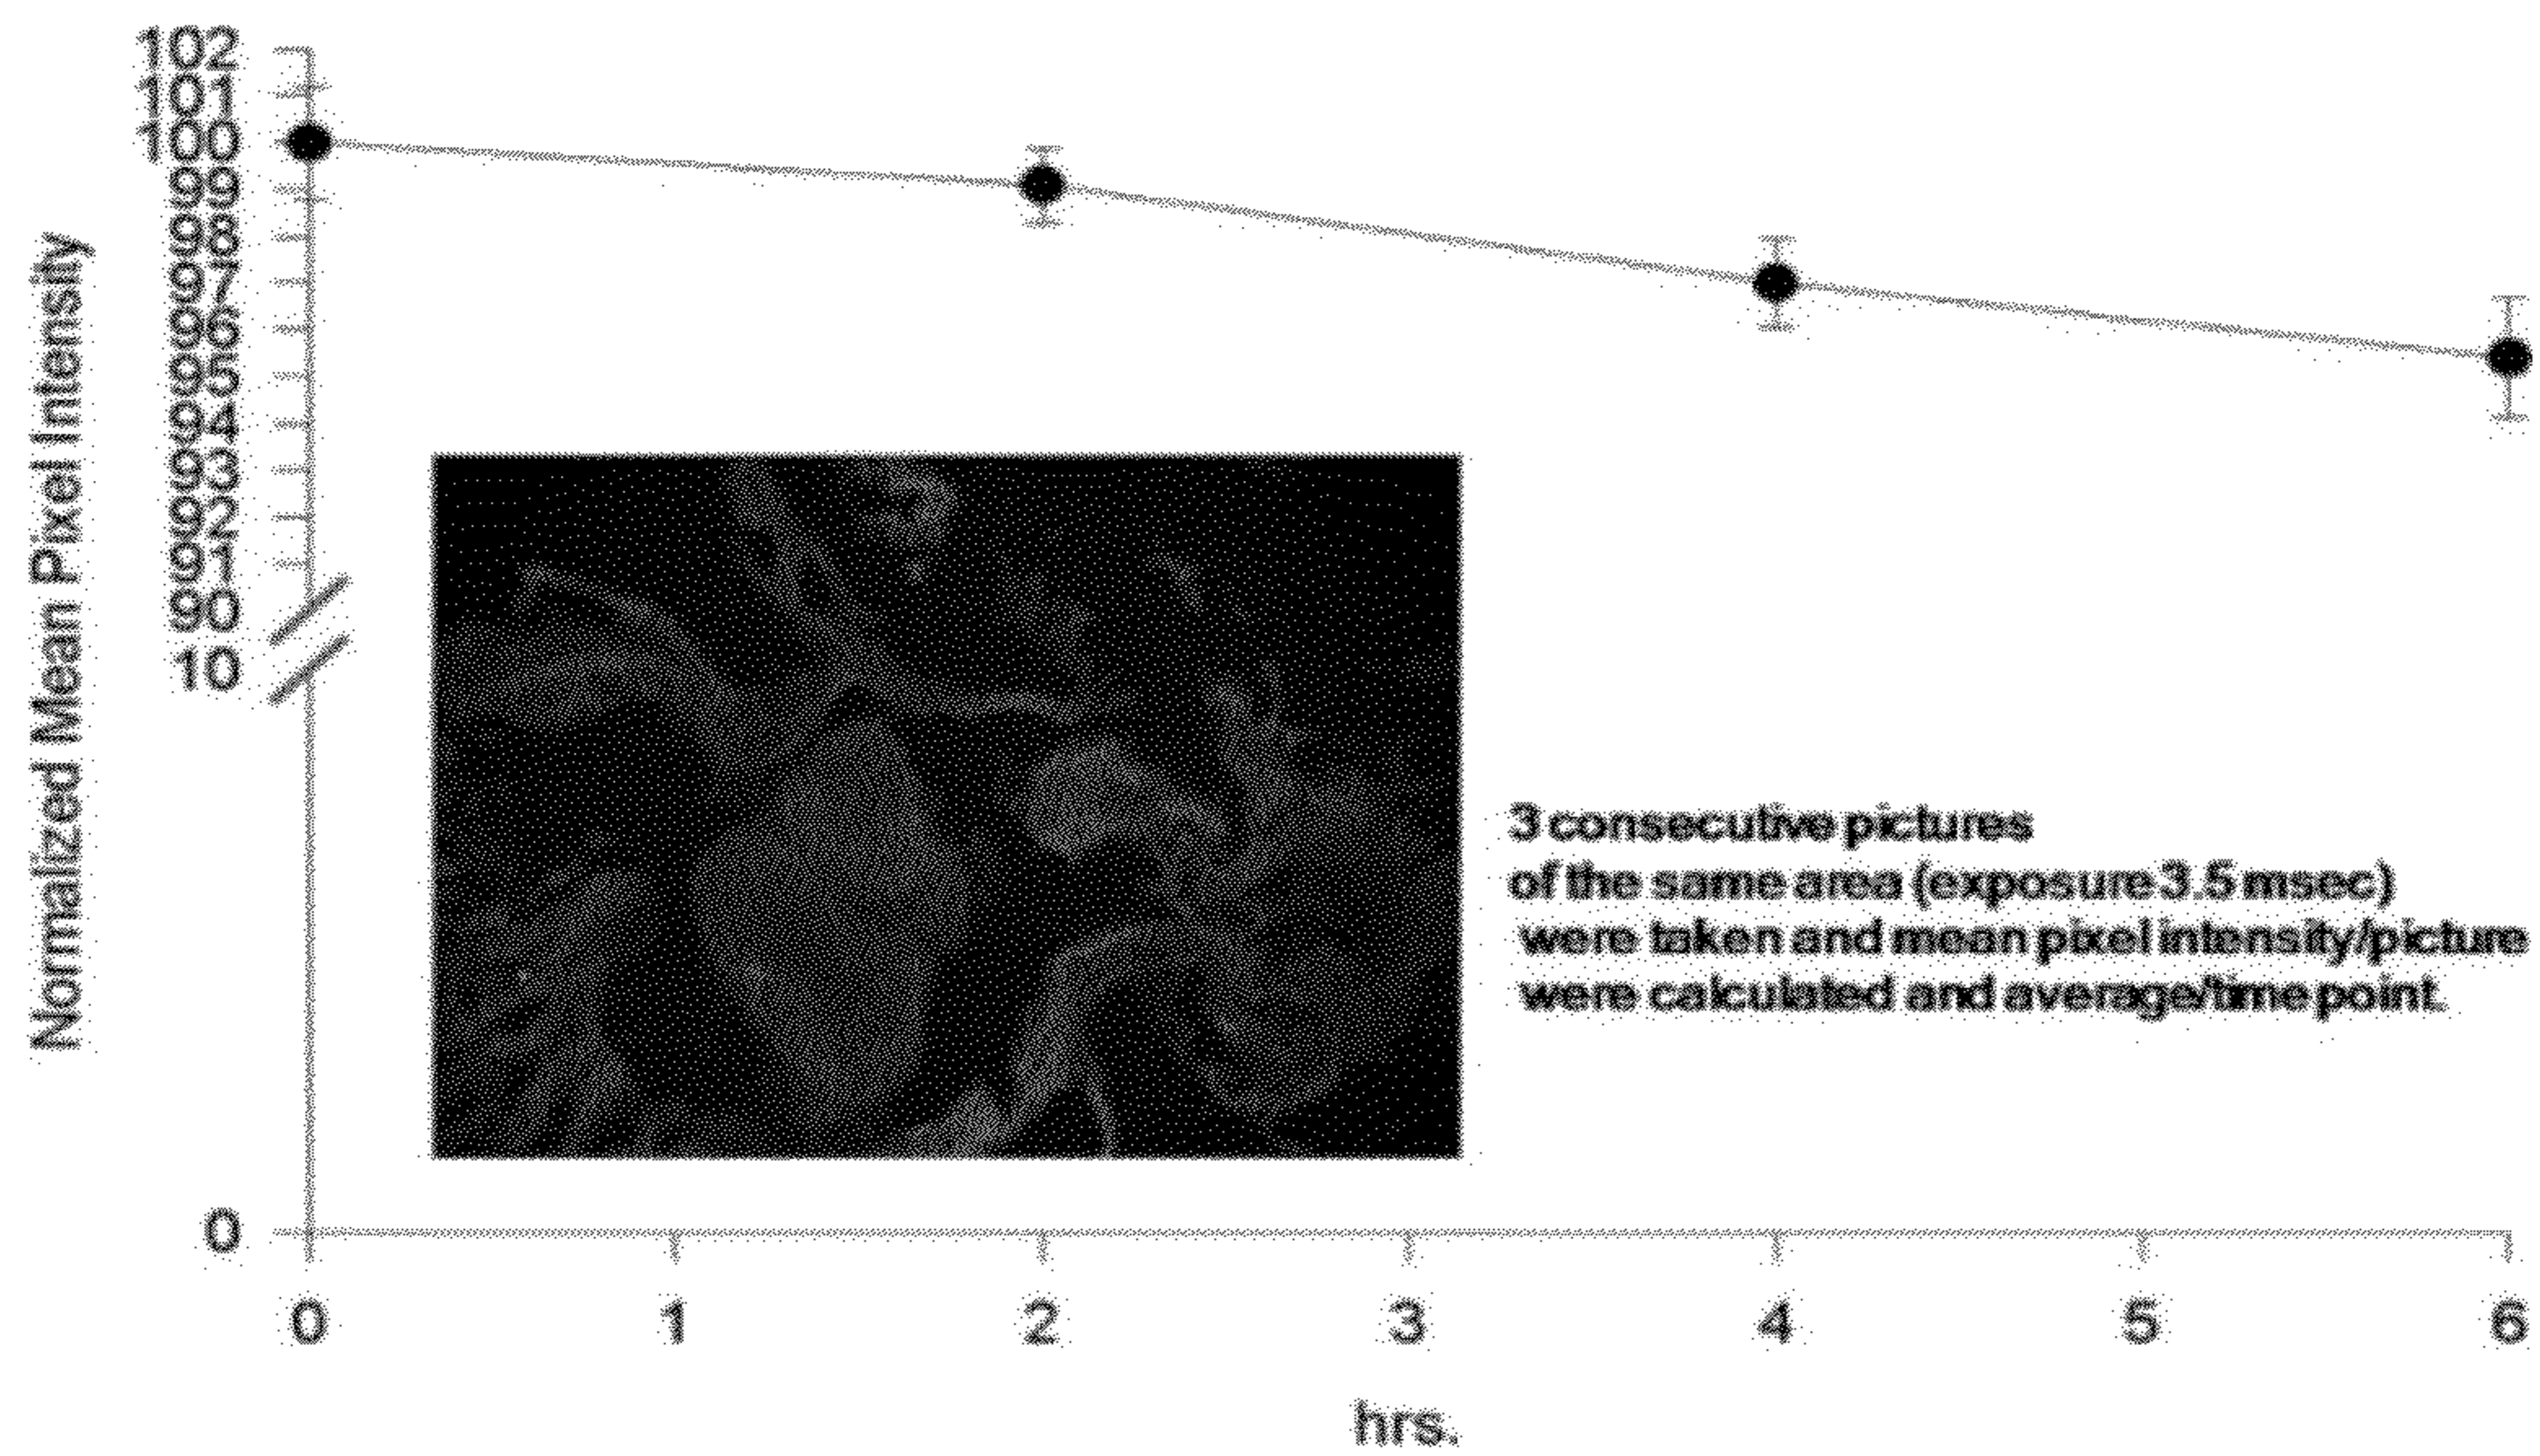 102
101
100
99
98
97
96
95
94
93
92
91
90
10
0
Normalized Mean Pixel Intensity
3 consecutive pictures
of the same area (exposure 3.5 msec)
were taken and mean pixel intensity/picture
were calculated and average/time point.
0 1 2 3 4 5 6
hrs.